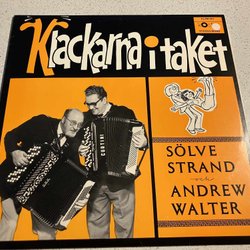 Klackarna i taket
SÖLVE
STRAND
och
ANDREW
WALTER